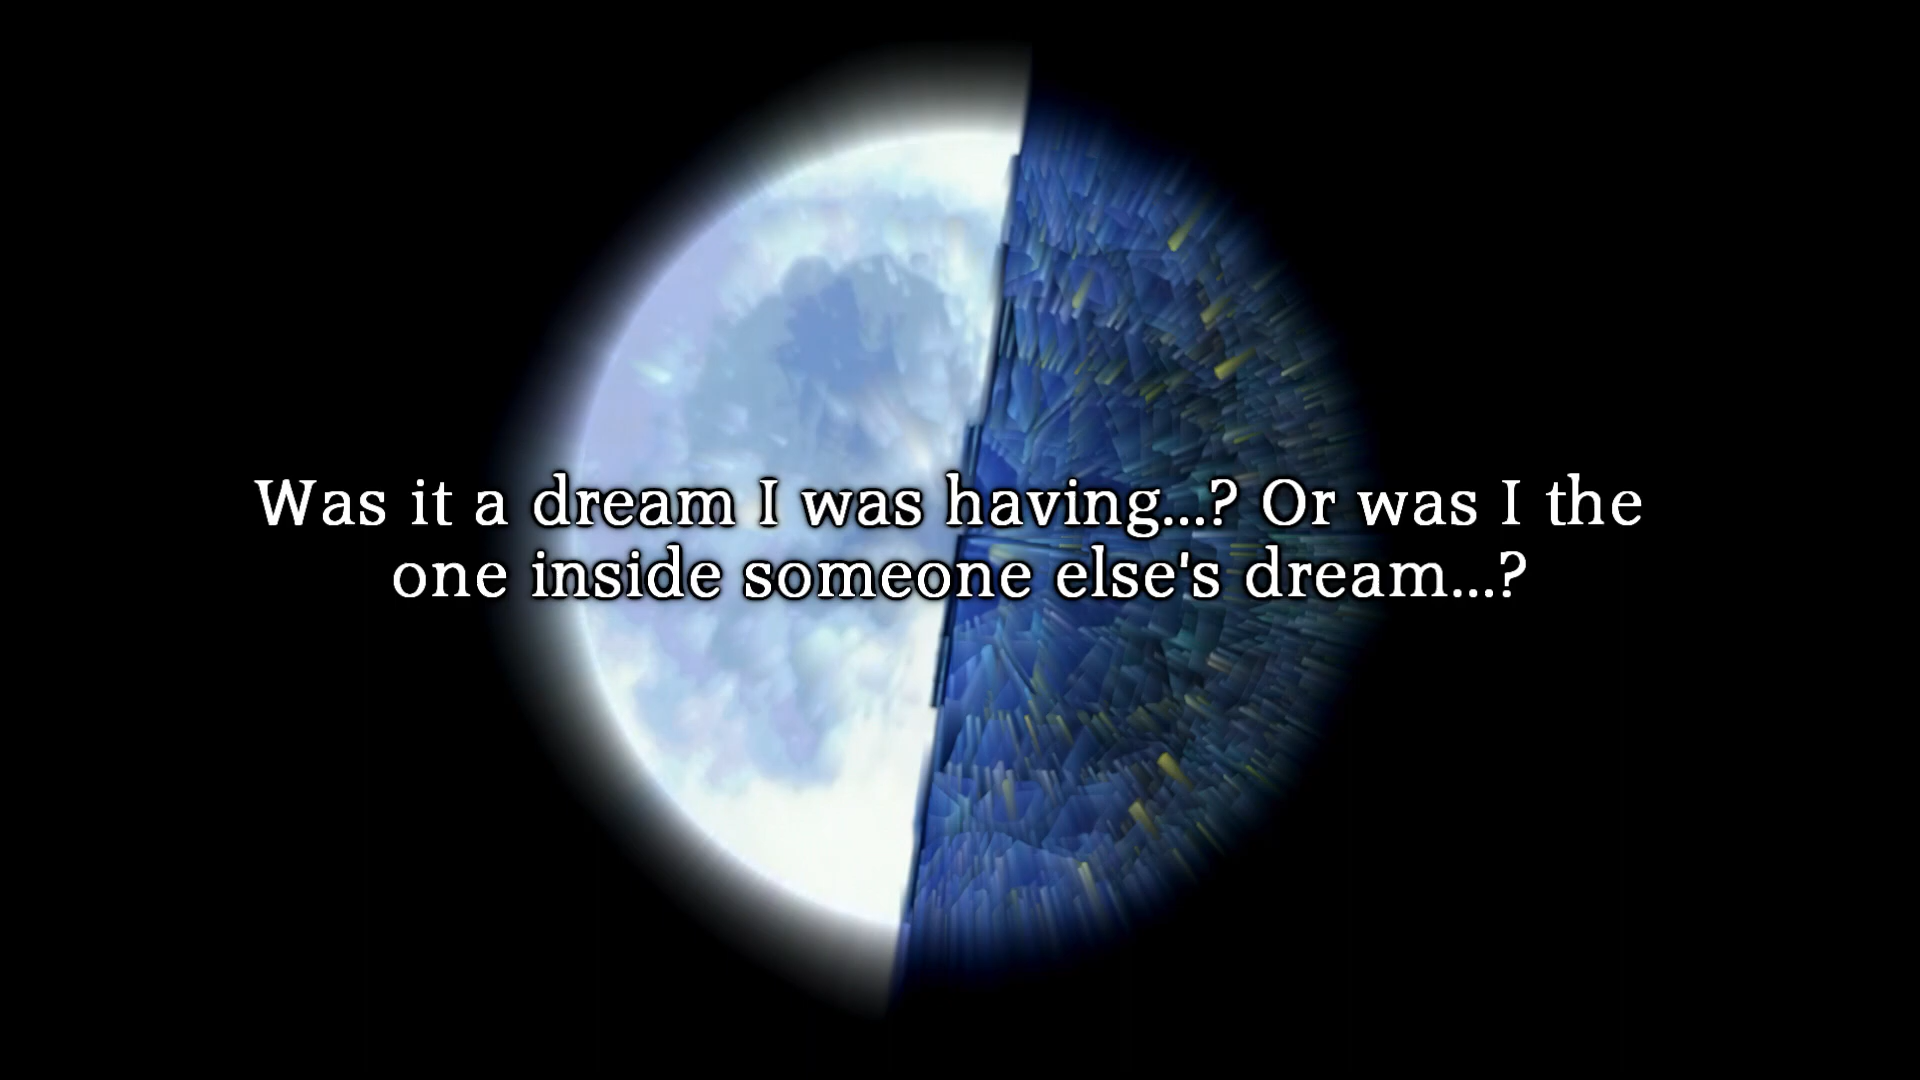 Was it a dream I was having...? Or was I the
one inside someone else's dream...?